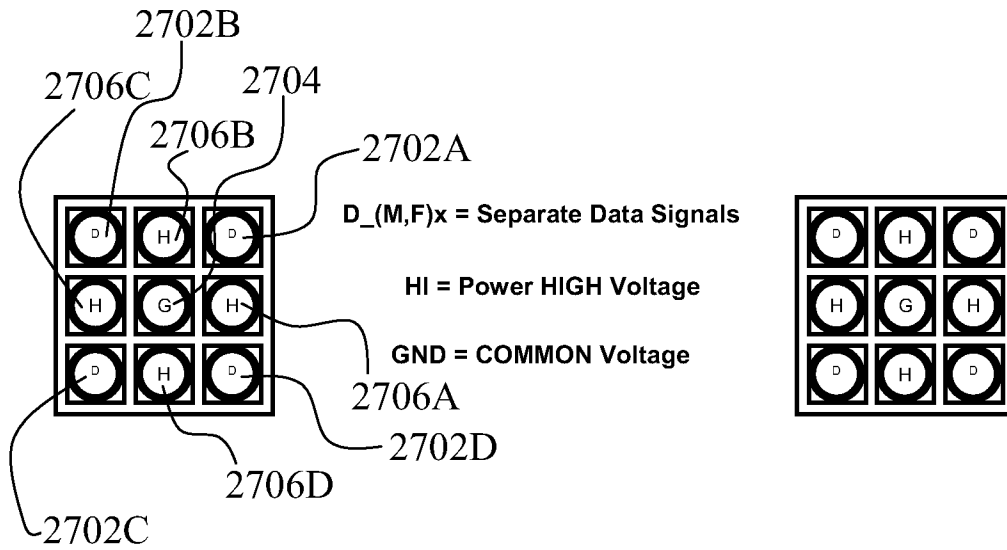 2702B
2706C
2704
2706B
2702A
D_(M,F)x = Separate Data Signals
HI = Power HIGH Voltage
GND = COMMON Voltage
D H D
H G H
D H D
D H D
H G H
D H D
2706A
2702D
2706D
2702C